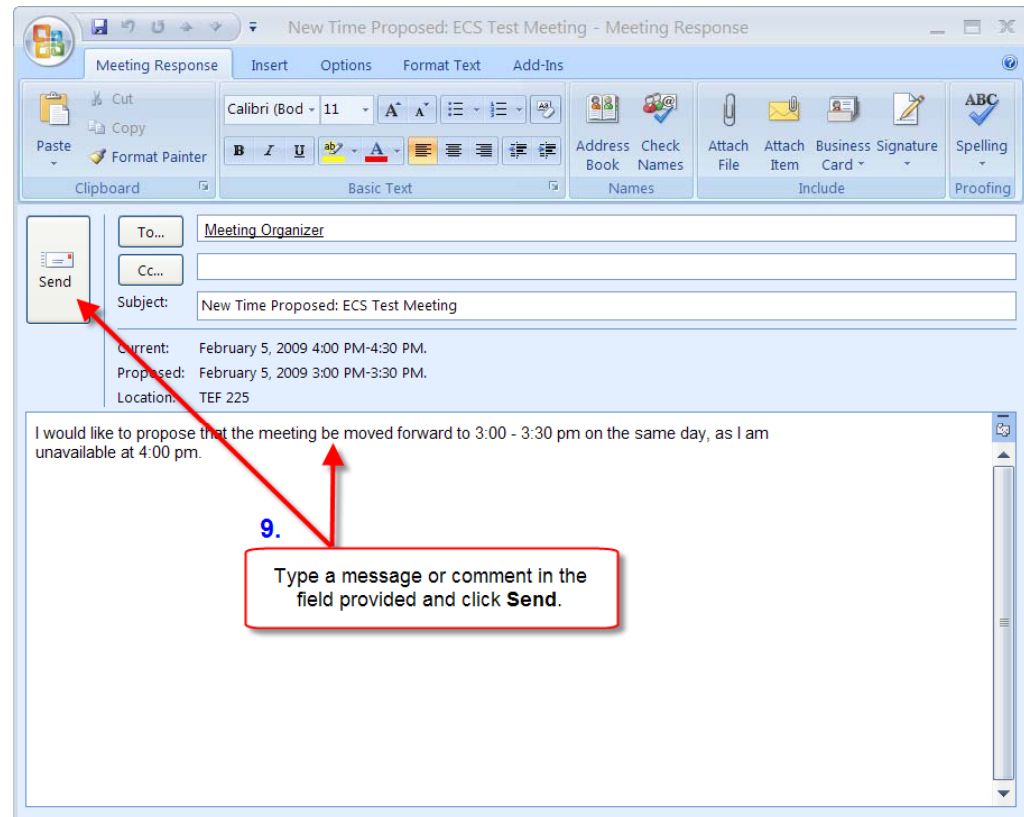 New Time Proposed: ECS Test Meeting - Meeting Response
Meeting Response Insert Options Format Text Add-Ins
Paste
Cut
Copy
Format Painter
Clipboard
Calibri (Bod 11
B I U
Basic Text
Address Book
Check Names
Names
Attach File
Attach Item
Business Card
Signature
Include
ABC
Spelling
Proofing
Send
To... Meeting Organizer
Cc...
Subject: New Time Proposed: ECS Test Meeting
Current: February 5, 2009 4:00 PM-4:30 PM.
Proposed: February 5, 2009 3:00 PM-3:30 PM.
Location: TEF 225
I would like to propose that the meeting be moved forward to 3:00 - 3:30 pm on the same day, as I am
unavailable at 4:00 pm.
9.
Type a message or comment in the
field provided and click Send.